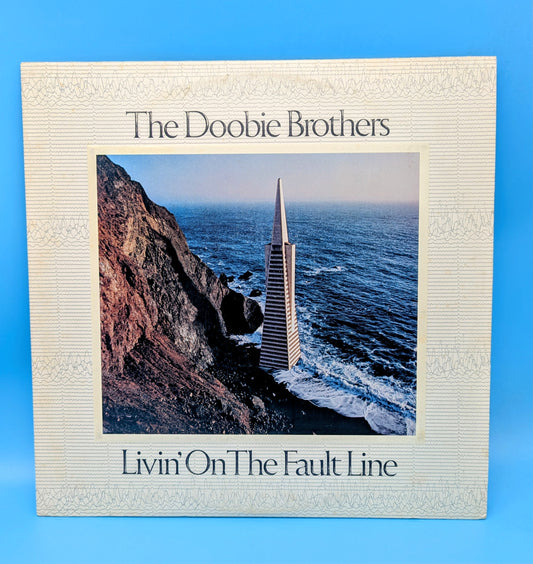 The Doobie Brothers
Livin' On The Fault Line